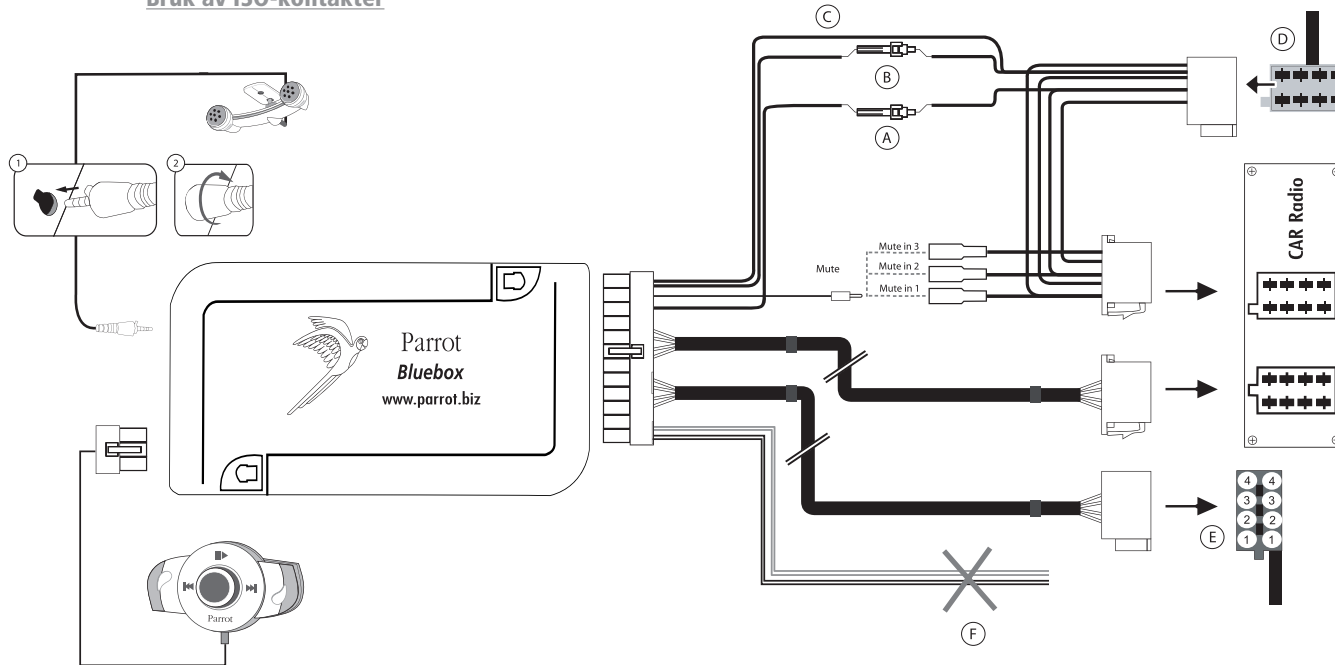 Bruk av ISO-kontakter
C
D
B
A
1
2
CAR Radio
Mute in 3
Mute
Mute in 2
Mute in 1
Parrot
Bluebox
www.parrot.biz
4 4
3 3
2 2
1 1
E
Parrot
F